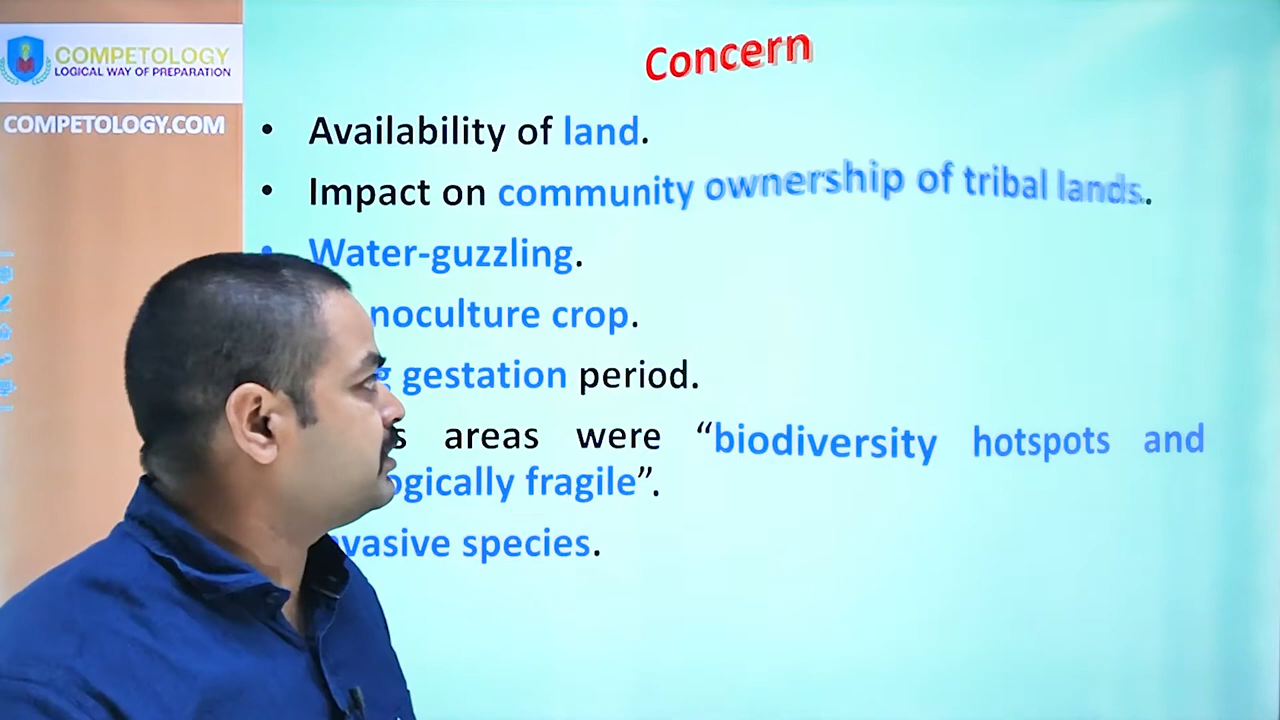 COMPETOLOGY
LOGICAL WAY OF PREPARATION
COMPETOLOGY.COM
Concern
• Availability of land.
• Impact on community ownership of tribal lands.
• Water-guzzling.
noculture crop.
gestation period.
areas were “biodiversity hotspots and
ogically fragile”.
vasive species.